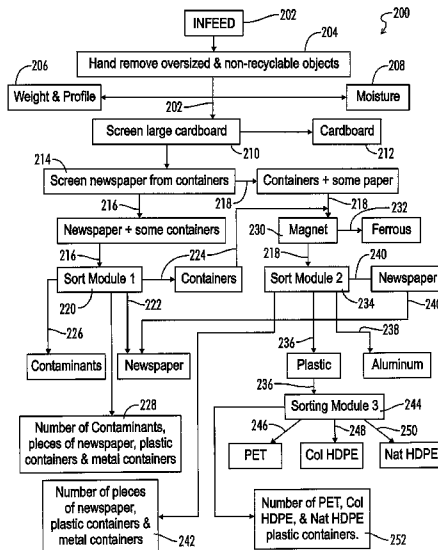 INFEED 202 200
204
Hand remove oversized & non-recyclable objects
206 208
Weight & Profile Moisture
202
Screen large cardboard Cardboard
210 212
214
Screen newspaper from containers Containers + some paper
218
216 218
Newspaper + some containers 230 Magnet 232 Ferrous
216 224 218 240
Sort Module 1 Containers Sort Module 2 Newspaper
220 222 234 240
226 238
236
Contaminants Newspaper Plastic Aluminum
236
228
Number of Contaminants,
pieces of newspaper, plastic
containers & metal containers
Sorting Module 3 244
246 248 250
PET Col HDPE Nat HDPE
Number of pieces
of newspaper,
plastic containers &
metal containers
242
Number of PET, Col
HDPE, & Nat HDPE
plastic containers.
252